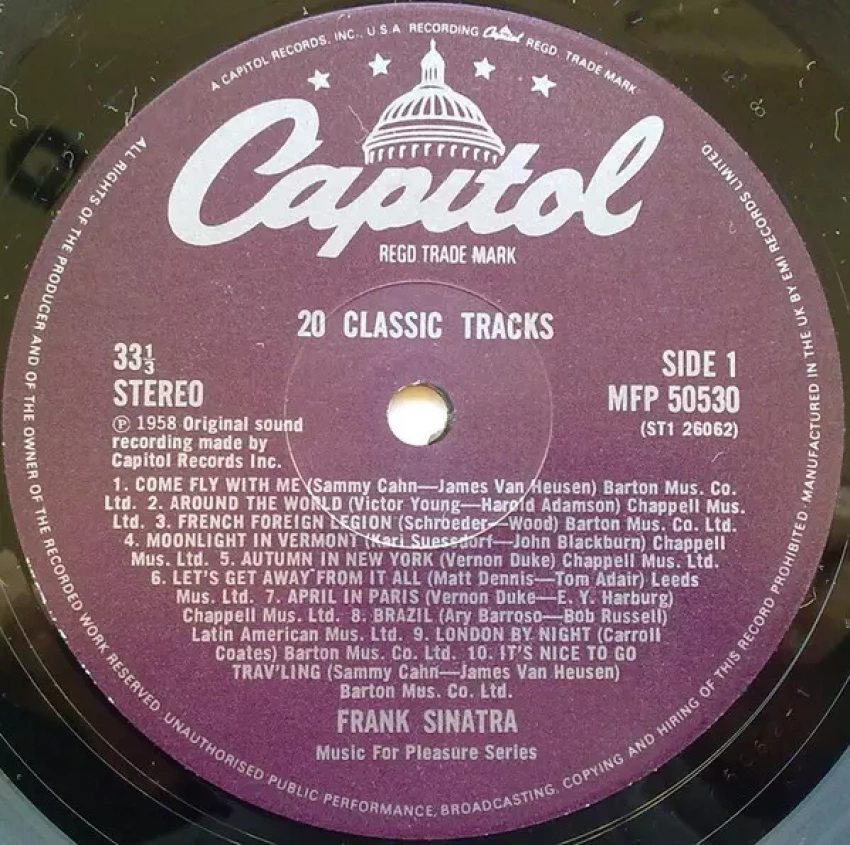 A CAPITOL RECORDS, INC., U.S.A. RECORDING Capitol REGD. TRADE MARK
Capitol
REGD TRADE MARK
20 CLASSIC TRACKS
33⅓
STEREO
SIDE 1
MFP 50530
(ST1 26062)
℗ 1958 Original sound
recording made by
Capitol Records Inc.
1. COME FLY WITH ME (Sammy Cahn—James Van Heusen) Barton Mus. Co.
Ltd. 2. AROUND THE WORLD (Victor Young—Harold Adamson) Chappell Mus.
Ltd. 3. FRENCH FOREIGN LEGION (Schroeder—Wood) Barton Mus. Co. Ltd.
4. MOONLIGHT IN VERMONT (Karl Suessdorf—John Blackburn) Chappell
Mus. Ltd. 5. AUTUMN IN NEW YORK (Vernon Duke) Chappell Mus. Ltd.
6. LET'S GET AWAY FROM IT ALL (Matt Dennis—Tom Adair) Leeds
Mus. Ltd. 7. APRIL IN PARIS (Vernon Duke—E. Y. Harburg)
Chappell Mus. Ltd. 8. BRAZIL (Ary Barroso—Bob Russell)
Latin American Mus. Ltd. 9. LONDON BY NIGHT (Carroll
Coates) Barton Mus. Co. Ltd. 10. IT'S NICE TO GO
TRAV'LING (Sammy Cahn—James Van Heusen)
Barton Mus. Co. Ltd.
FRANK SINATRA
Music For Pleasure Series
ALL RIGHTS OF THE PRODUCER AND OF THE OWNER OF THE RECORDED WORK RESERVED. UNAUTHORISED PUBLIC PERFORMANCE, BROADCASTING, COPYING AND HIRING OF THIS RECORD PROHIBITED. MANUFACTURED IN THE UK BY EMI RECORDS LIMITED.